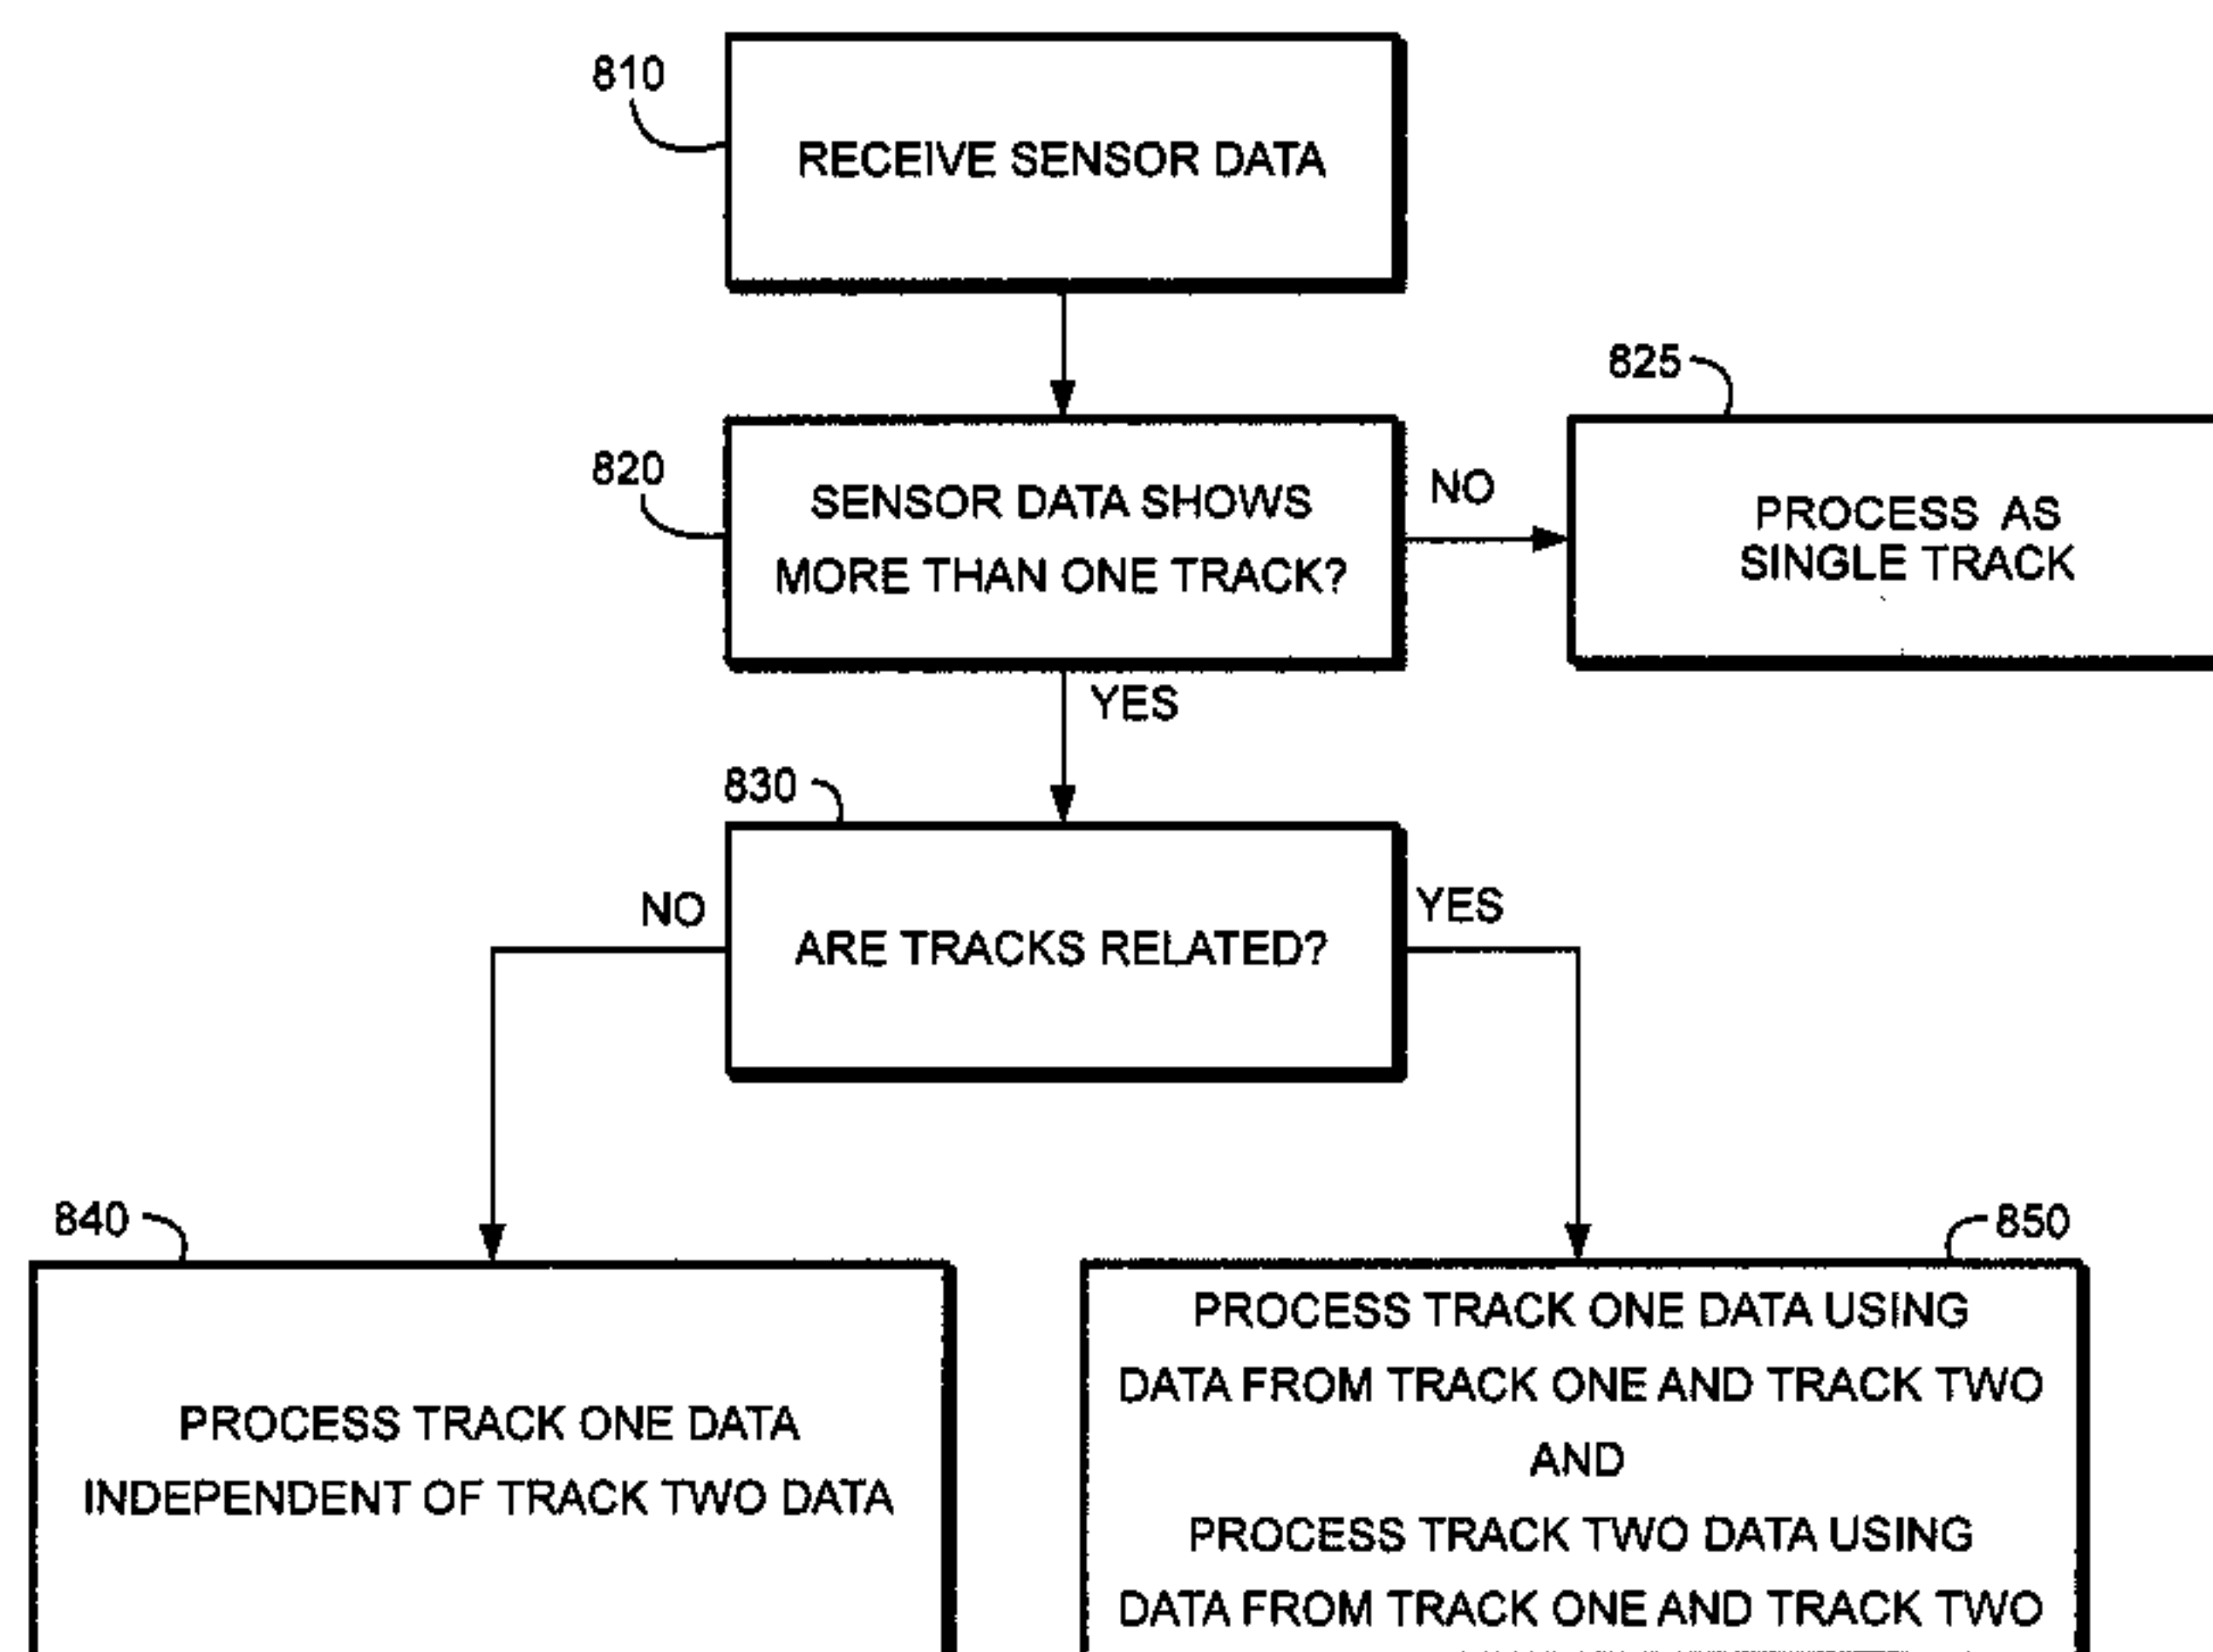 810
RECEIVE SENSOR DATA
825
820
SENSOR DATA SHOWS
MORE THAN ONE TRACK?
NO
PROCESS AS
SINGLE TRACK
YES
830
NO
ARE TRACKS RELATED?
YES
840
850
PROCESS TRACK ONE DATA
INDEPENDENT OF TRACK TWO DATA
PROCESS TRACK ONE DATA USING
DATA FROM TRACK ONE AND TRACK TWO
AND
PROCESS TRACK TWO DATA USING
DATA FROM TRACK ONE AND TRACK TWO